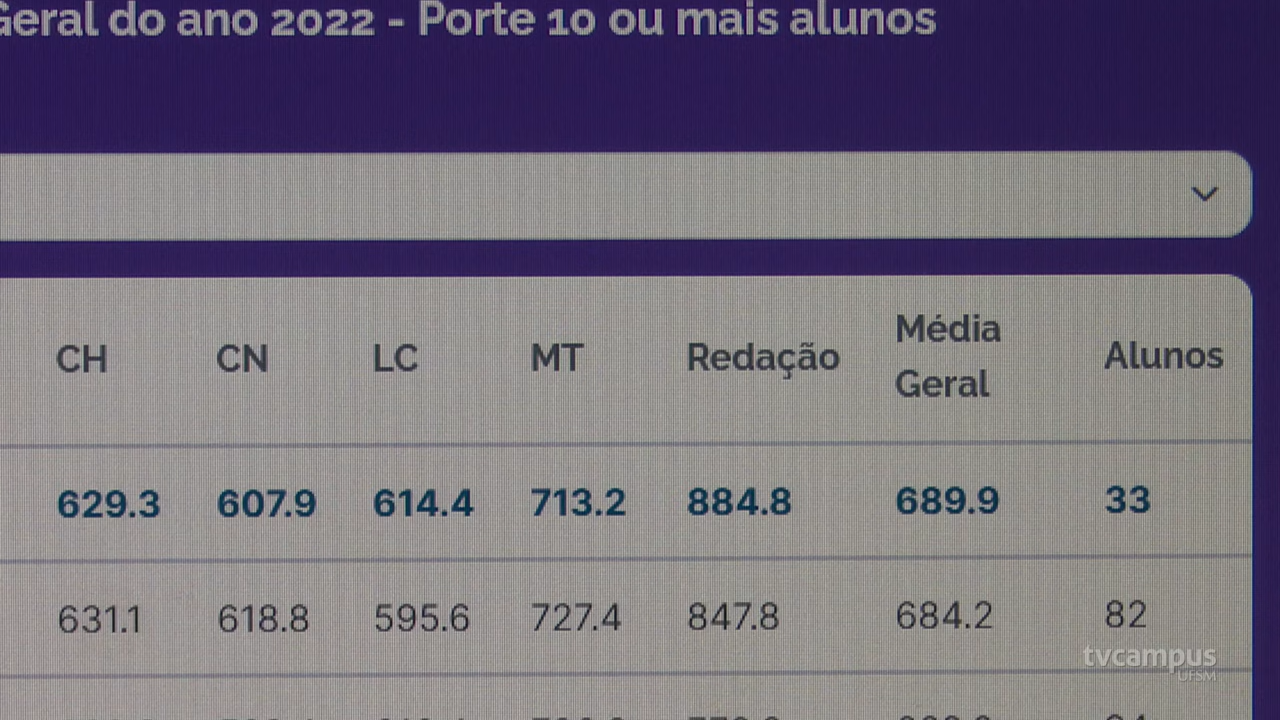 Geral do ano 2022 - Porte 10 ou mais alunos
CH CN LC MT Redação Média Geral Alunos
629.3 607.9 614.4 713.2 884.8 689.9 33
631.1 618.8 595.6 727.4 847.8 684.2 82
tvcampus
UFSM